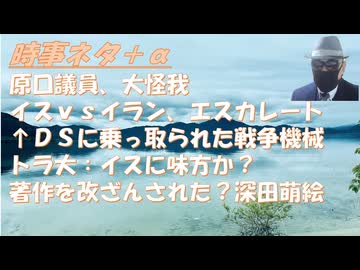 時事ネタ+α
原口議員、大怪我
イスvsイラン、エスカレート
↑DSに乗っ取られた戦争機械
トラ大:イスに味方か?
著作を改ざんされた?深田萌絵